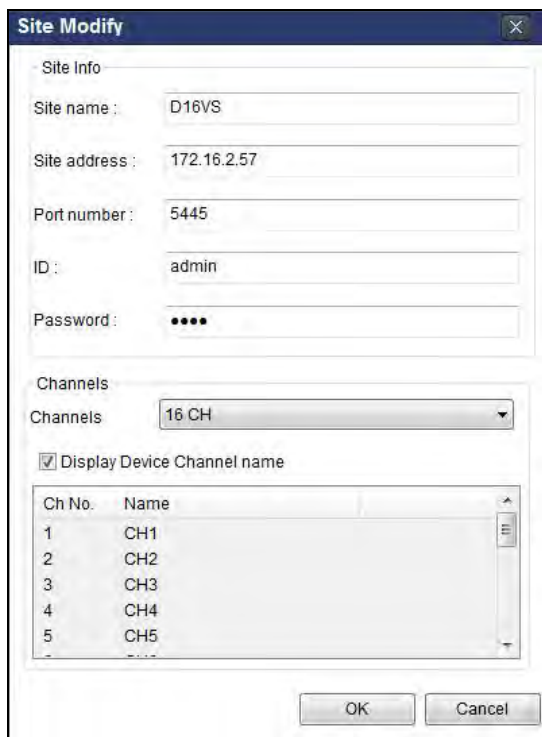 Site Modify
Site Info
Site name : D16VS
Site address : 172.16.2.57
Port number : 5445
ID : admin
Password : ●●●●
Channels
Channels 16 CH
Display Device Channel name
Ch No. Name
1 CH1
2 CH2
3 CH3
4 CH4
5 CH5
OK Cancel